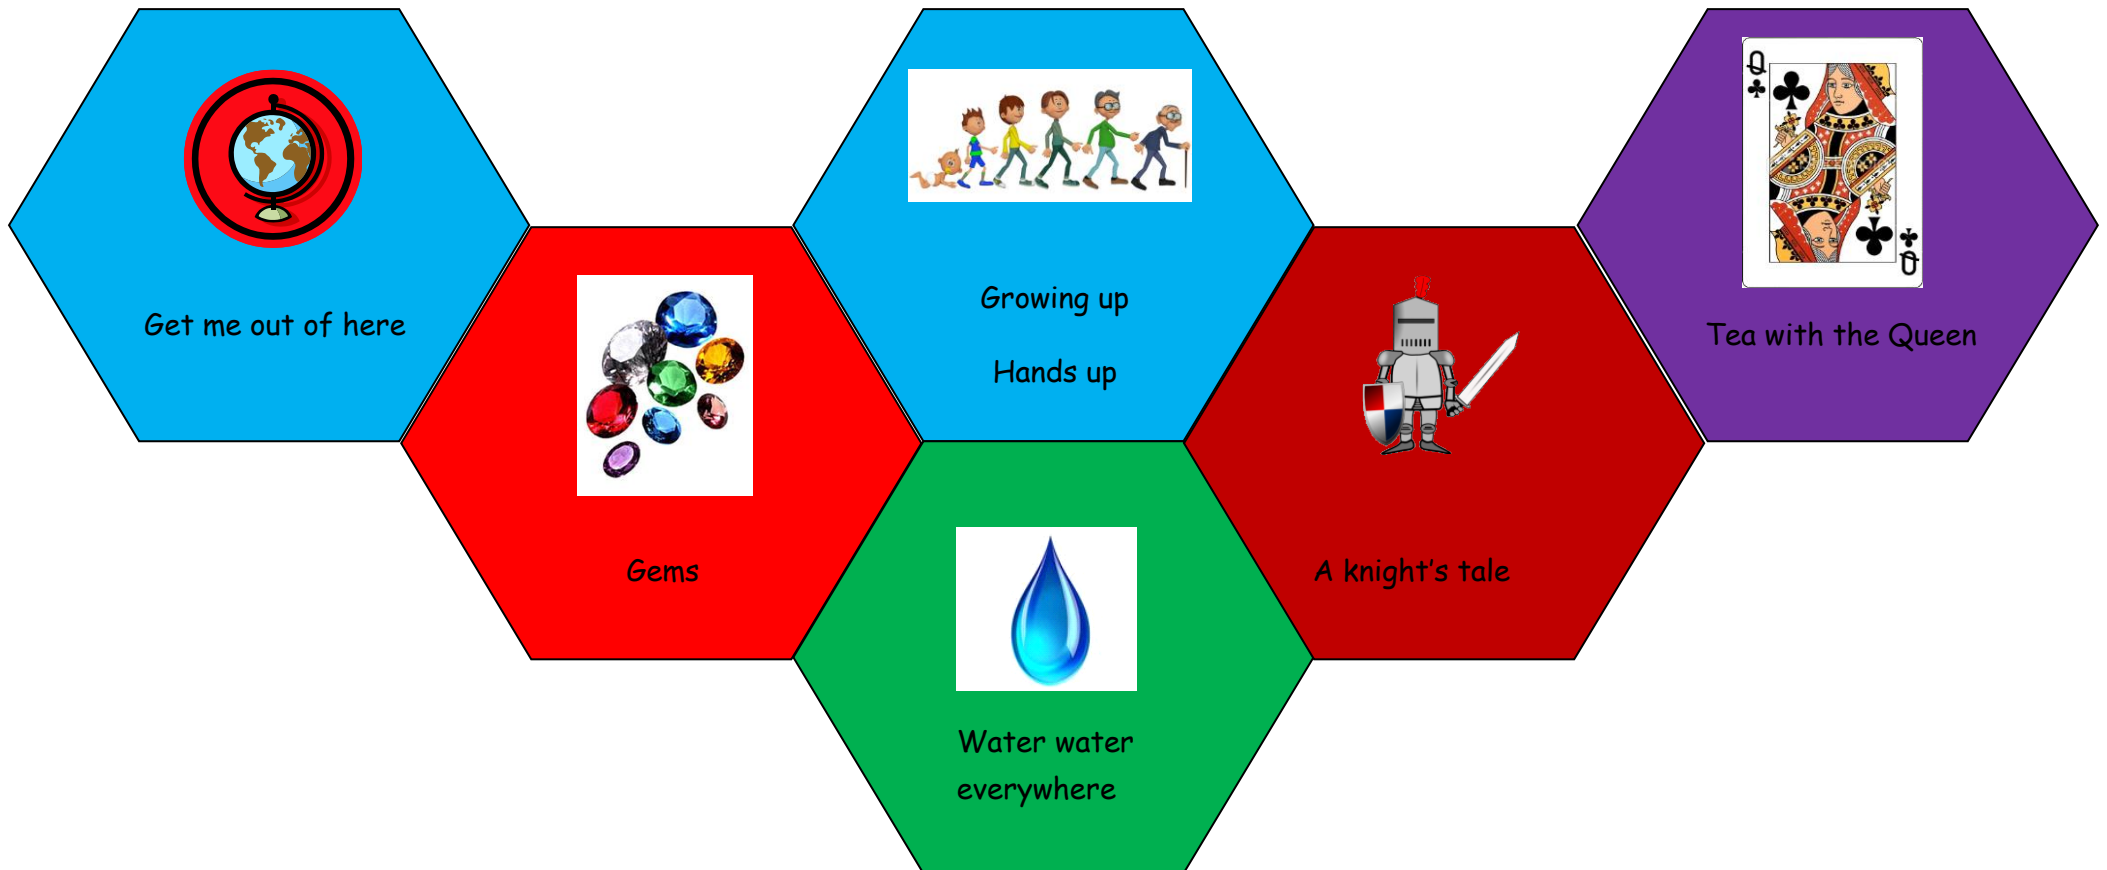 Get me out of here
Gems
Growing up
Hands up
Water water
everywhere
A knight's tale
Q
Q
Tea with the Queen